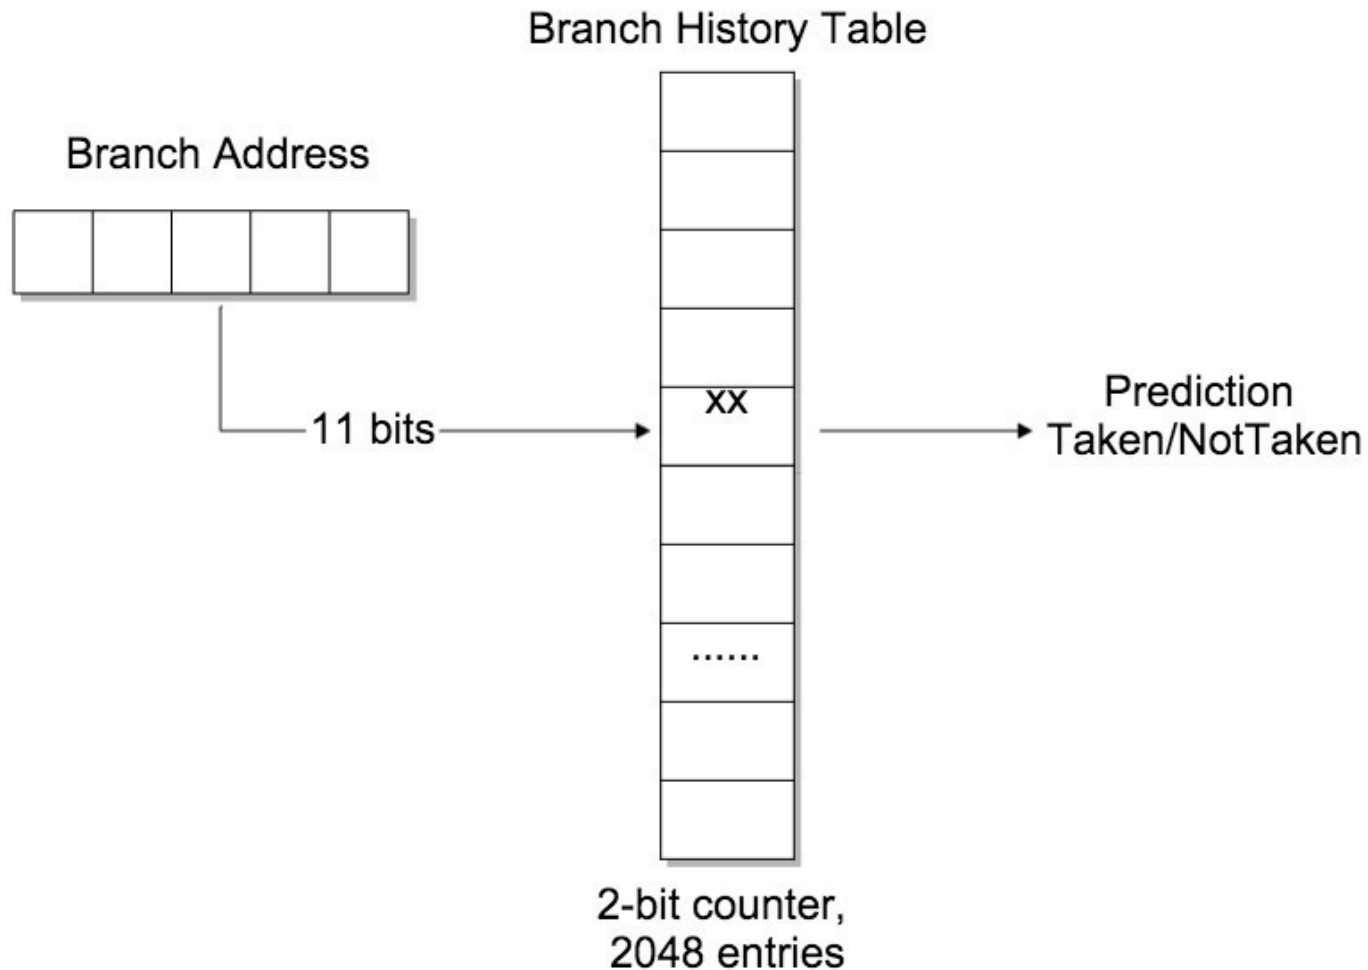 Branch History Table
Branch Address
11 bits
xx
Prediction
Taken/NotTaken
......
2-bit counter,
2048 entries